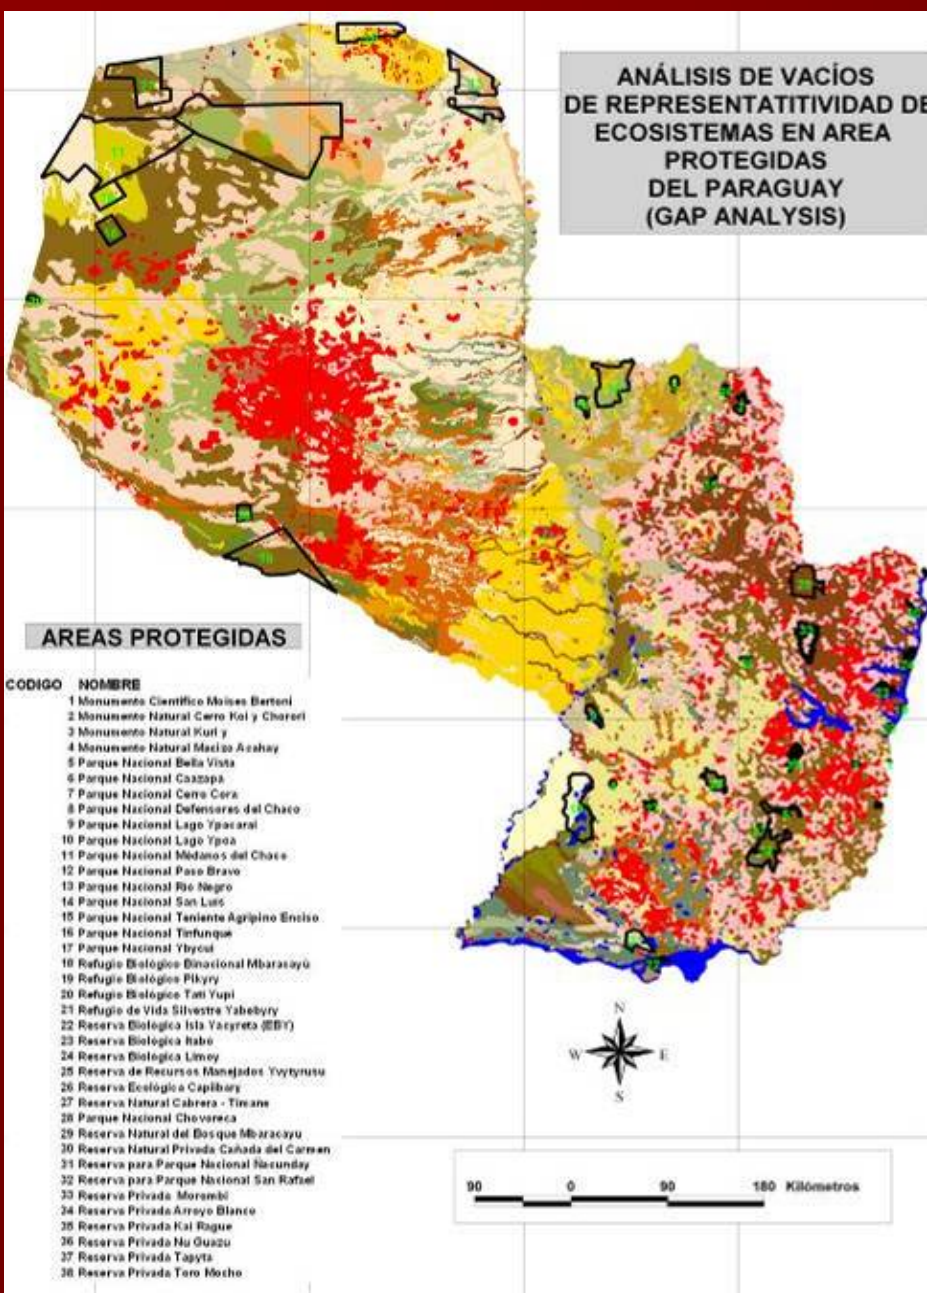 ANÁLISIS DE VACÍOS
DE REPRESENTATITIVIDAD DE
ECOSISTEMAS EN AREA
PROTEGIDAS
DEL PARAGUAY
(GAP ANALYSIS)
AREAS PROTEGIDAS
CODIGO NOMBRE
1 Monumento Científico Moises Bertoni
2 Monumento Natural Cerro Koi y Chorori
3 Monumento Natural Kuri y
4 Monumento Natural Macizo Acahay
5 Parque Nacional Bella Vista
6 Parque Nacional Caazapa
7 Parque Nacional Cerro Cora
8 Parque Nacional Defensores del Chaco
9 Parque Nacional Lago Ypacarai
10 Parque Nacional Lago Ypoa
11 Parque Nacional Médanos del Chaco
12 Parque Nacional Paso Bravo
13 Parque Nacional Rio Negro
14 Parque Nacional San Luis
15 Parque Nacional Teniente Agripino Enciso
16 Parque Nacional Tinfunque
17 Parque Nacional Ybycui
18 Refugio Biológico Binacional Mbaracayú
19 Refugio Biológico Pikyry
20 Refugio Biológico Tati Yupi
21 Refugio de Vida Silvestre Yabebyry
22 Reserva Biológica Isla Yacyreta (EBY)
23 Reserva Biológica Itabó
24 Reserva Biológica Limoy
25 Reserva de Recursos Manejados Yvytyrusu
26 Reserva Ecológica Capiibary
27 Reserva Natural Cabrera - Timane
28 Parque Nacional Chovoreca
29 Reserva Natural del Bosque Mbaracayu
30 Reserva Natural Privada Cañada del Carmen
31 Reserva para Parque Nacional Ñacunday
32 Reserva para Parque Nacional San Rafael
33 Reserva Privada Morombi
34 Reserva Privada Arroyo Blanco
35 Reserva Privada Kai Rague
36 Reserva Privada Nu Guazu
37 Reserva Privada Tapyta
38 Reserva Privada Toro Mocho
N
W E
S
90 0 90 180 Kilómetros